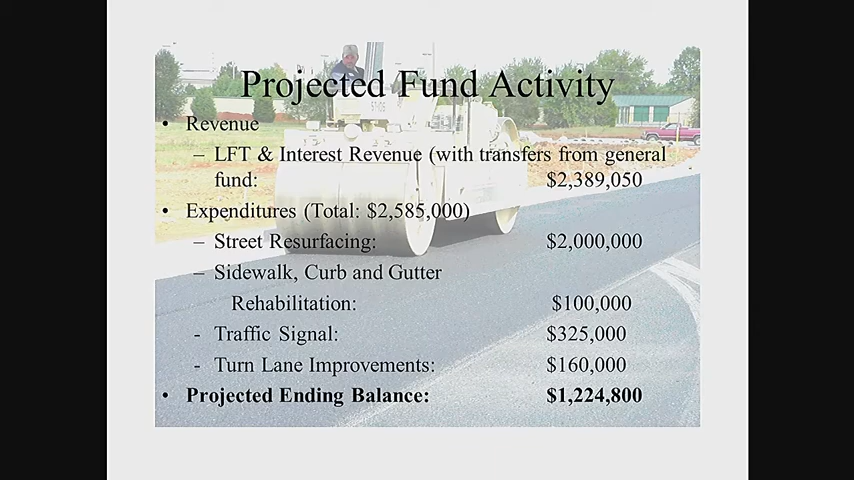 Projected Fund Activity
• Revenue
– LFT & Interest Revenue (with transfers from general
fund: $2,389,050
• Expenditures (Total: $2,585,000)
– Street Resurfacing: $2,000,000
– Sidewalk, Curb and Gutter
Rehabilitation: $100,000
- Traffic Signal: $325,000
- Turn Lane Improvements: $160,000
• Projected Ending Balance: $1,224,800